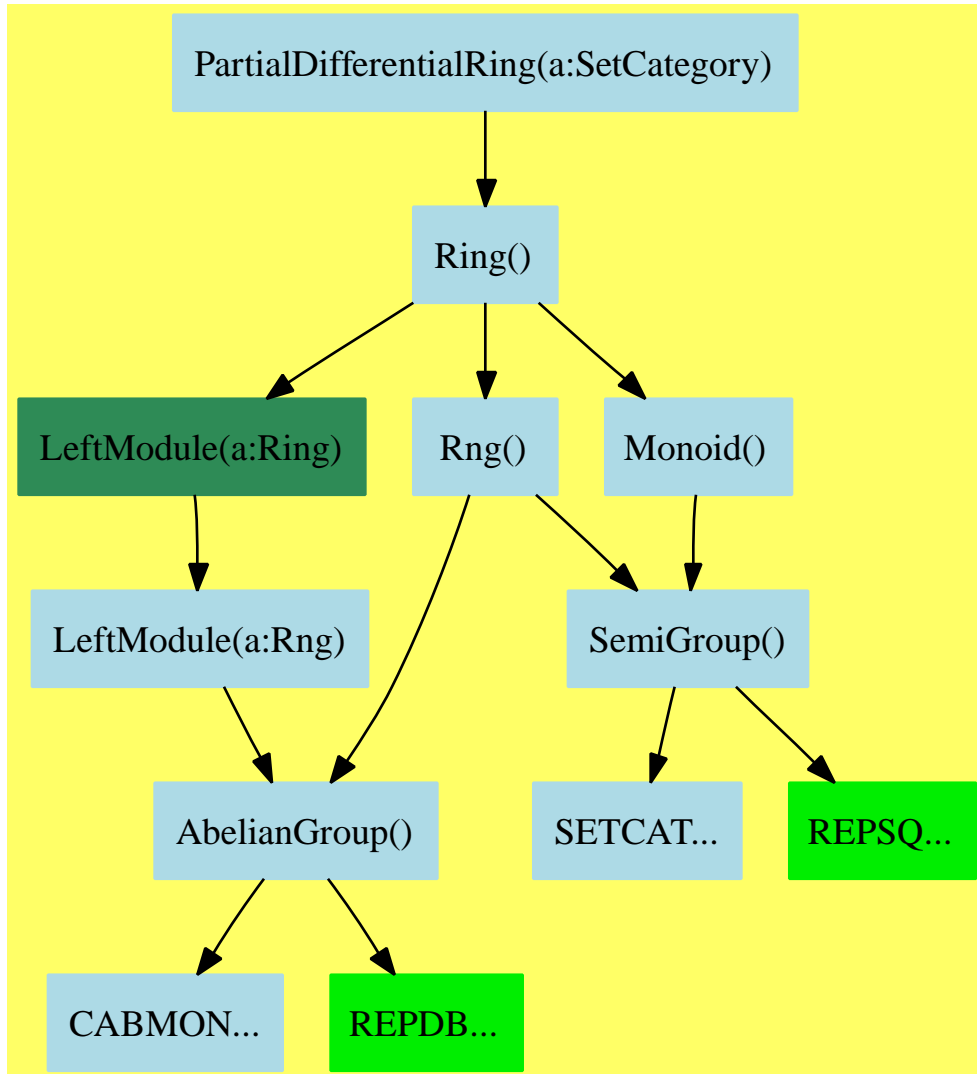 PartialDifferentialRing(a:SetCategory)
Ring()
LeftModule(a:Ring)
Rng()
Monoid()
LeftModule(a:Rng)
SemiGroup()
AbelianGroup()
SETCAT...
REPSQ...
CABMON...
REPDB...